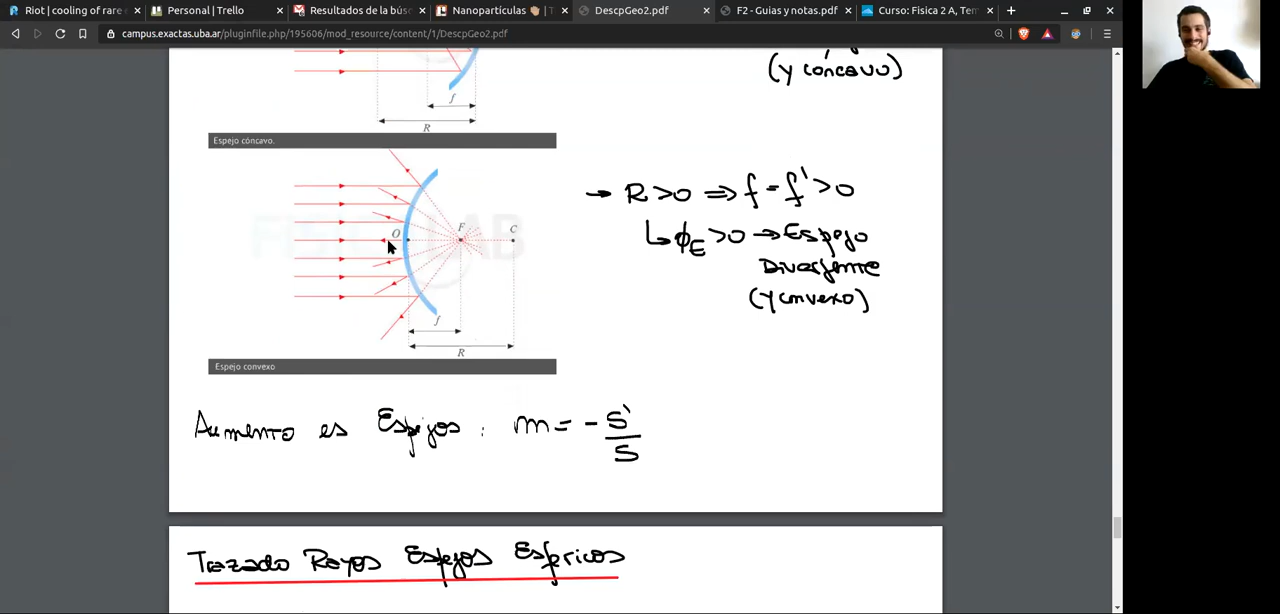 Riot | cooling of rare e
Personal | Trello
Resultados de la bús
Nanopartículas 👏 | T
DescpGeo2.pdf
F2 - Guias y notas.pdf
Curso: Fisica 2 A, Tem
campus.exactas.uba.ar/pluginfile.php/195606/mod_resource/content/1/DescpGeo2.pdf
(y cóncavo)
f
R
Espejo cóncavo.
→ R>0 ⇒ f = f' > 0
↳ ϕE > 0 → Espejo
Divergente
(y convexo)
O F C
f
R
Espejo convexo
Aumento es Espejos : m = - S'/S
Trazado Rayos Espejos Esféricos